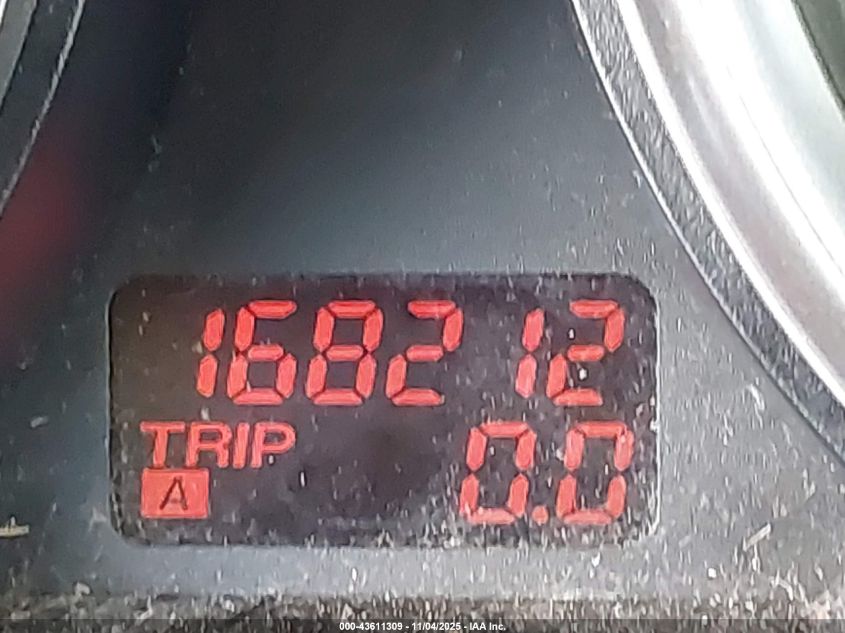 168212
TRIP
A
0.0
000-43611309 - 11/04/2025 - IAA Inc.